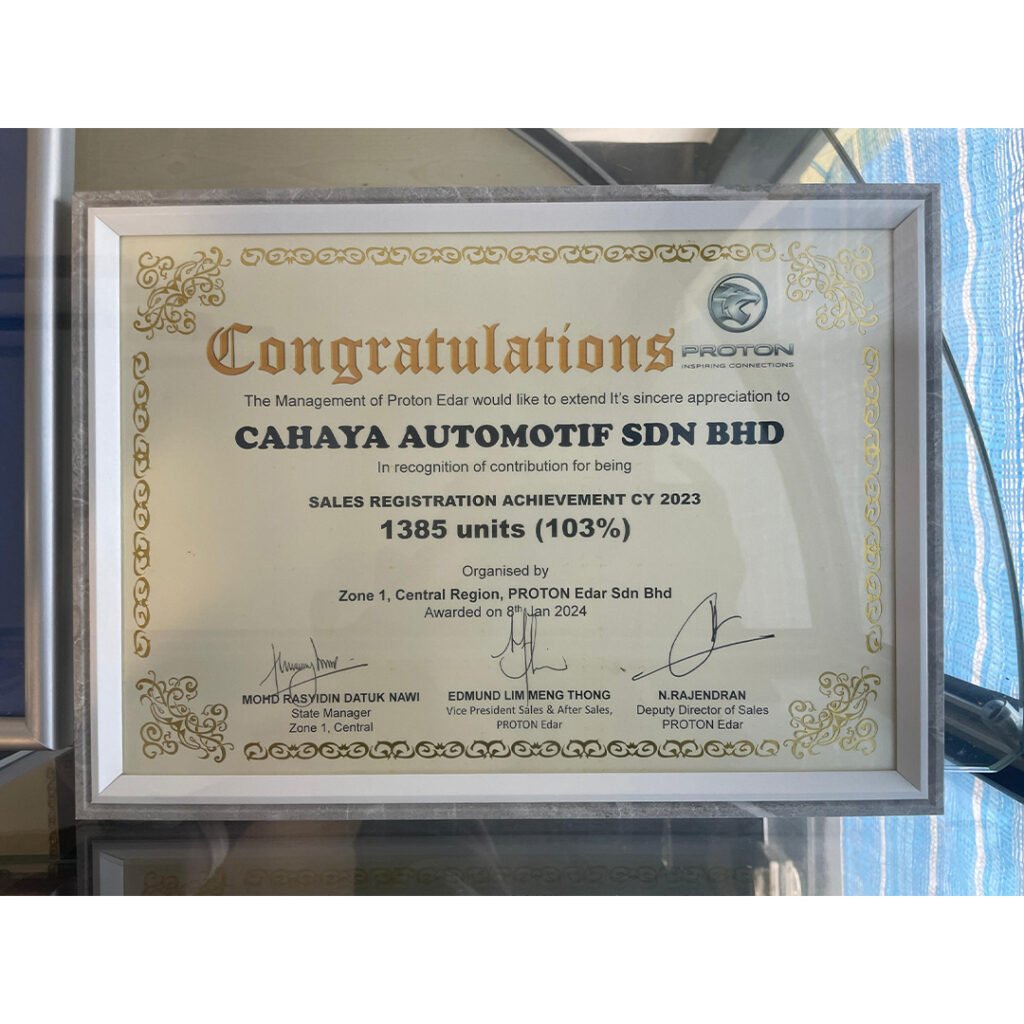 Congratulations
PROTON
INSPIRING CONNECTIONS
The Management of Proton Edar would like to extend It's sincere appreciation to
CAHAYA AUTOMOTIF SDN BHD
In recognition of contribution for being
SALES REGISTRATION ACHIEVEMENT CY 2023
1385 units (103%)
Organised by
Zone 1, Central Region, PROTON Edar Sdn Bhd
Awarded on 8th Jan 2024
MOHD RASYIDIN DATUK NAWI
State Manager
Zone 1, Central
EDMUND LIM MENG THONG
Vice President Sales & After Sales,
PROTON Edar
N.RAJENDRAN
Deputy Director of Sales
PROTON Edar